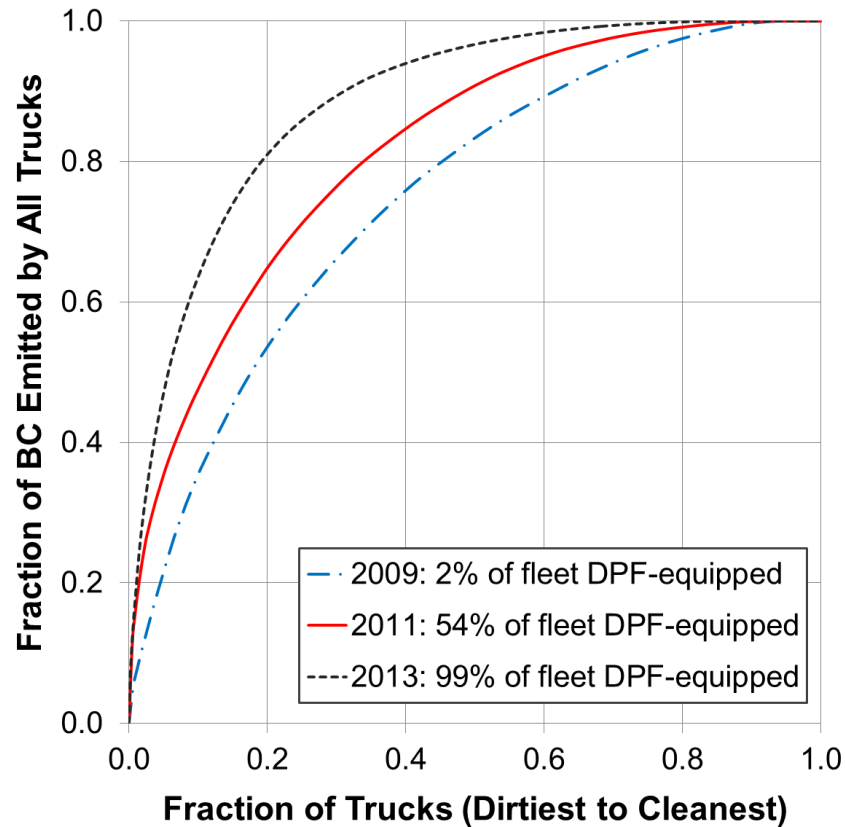 Fraction of BC Emitted by All Trucks
1.0
0.8
0.6
0.4
0.2
0.0
2009: 2% of fleet DPF-equipped
2011: 54% of fleet DPF-equipped
2013: 99% of fleet DPF-equipped
0.0 0.2 0.4 0.6 0.8 1.0
Fraction of Trucks (Dirtiest to Cleanest)